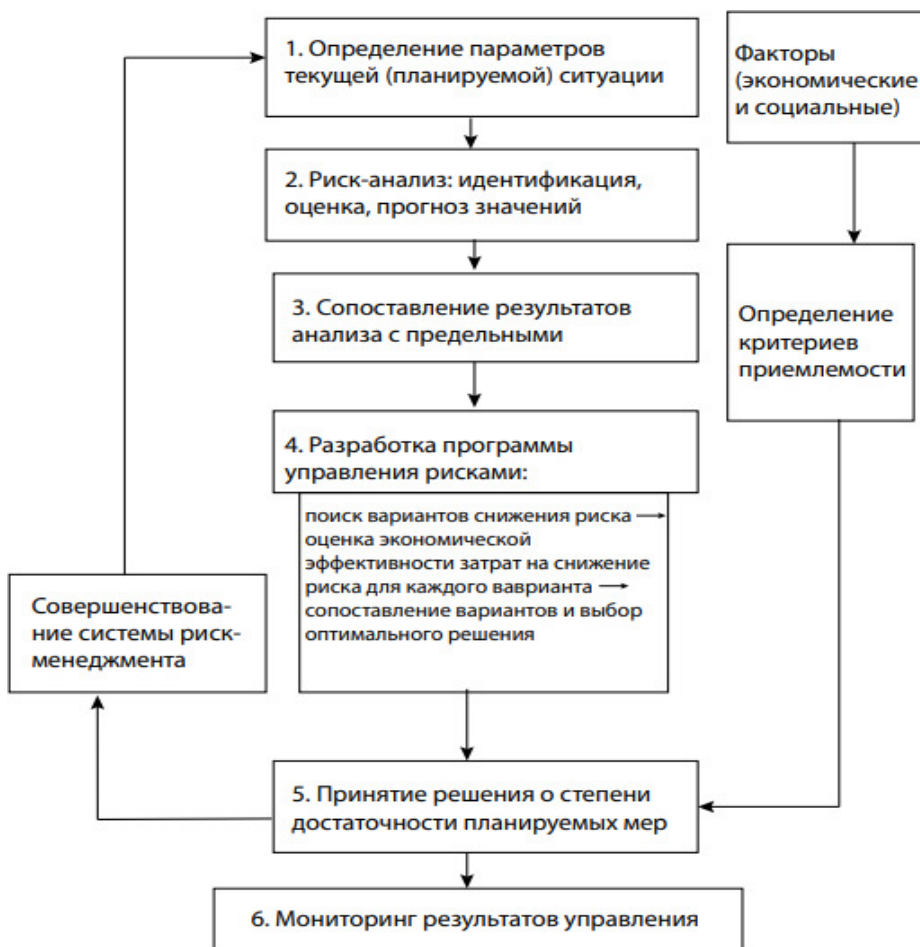 1. Определение параметров
текущей (планируемой) ситуации
Факторы
(экономические
и социальные)
2. Риск-анализ: идентификация,
оценка, прогноз значений
3. Сопоставление результатов
анализа с предельными
Определение
критериев
приемлемости
4. Разработка программы
управления рисками:
поиск вариантов снижения риска →
оценка экономической
эффективности затрат на снижение
риска для каждого вавриантa →
сопоставление вариантов и выбор
оптимального решения
Совершенствова-
ние системы риск-
менеджмента
5. Принятие решения о степени
достаточности планируемых мер
6. Мониторинг результатов управления